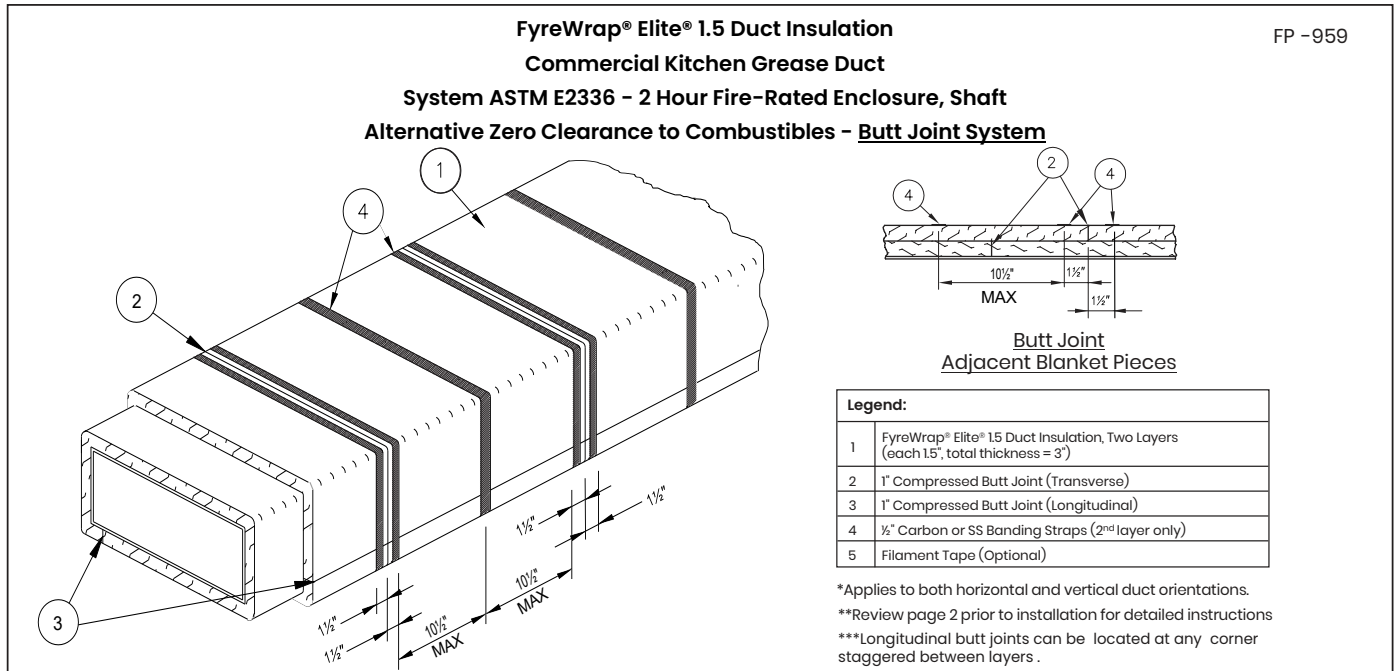 FyreWrap® Elite® 1.5 Duct Insulation
FP -959
Commercial Kitchen Grease Duct
System ASTM E2336 - 2 Hour Fire-Rated Enclosure, Shaft
Alternative Zero Clearance to Combustibles - Butt Joint System
1
4
2
3
1½"
1½"
10½"
MAX
10½"
MAX
1½"
1½"
2
4
4
10½"
MAX
1½"
1½"
Butt Joint
Adjacent Blanket Pieces
Legend:
1 FyreWrap® Elite® 1.5 Duct Insulation, Two Layers
(each 1.5", total thickness = 3")
2 1" Compressed Butt Joint (Transverse)
3 1" Compressed Butt Joint (Longitudinal)
4 ½" Carbon or SS Banding Straps (2nd layer only)
5 Filament Tape (Optional)
*Applies to both horizontal and vertical duct orientations.
**Review page 2 prior to installation for detailed instructions
***Longitudinal butt joints can be located at any corner
staggered between layers .